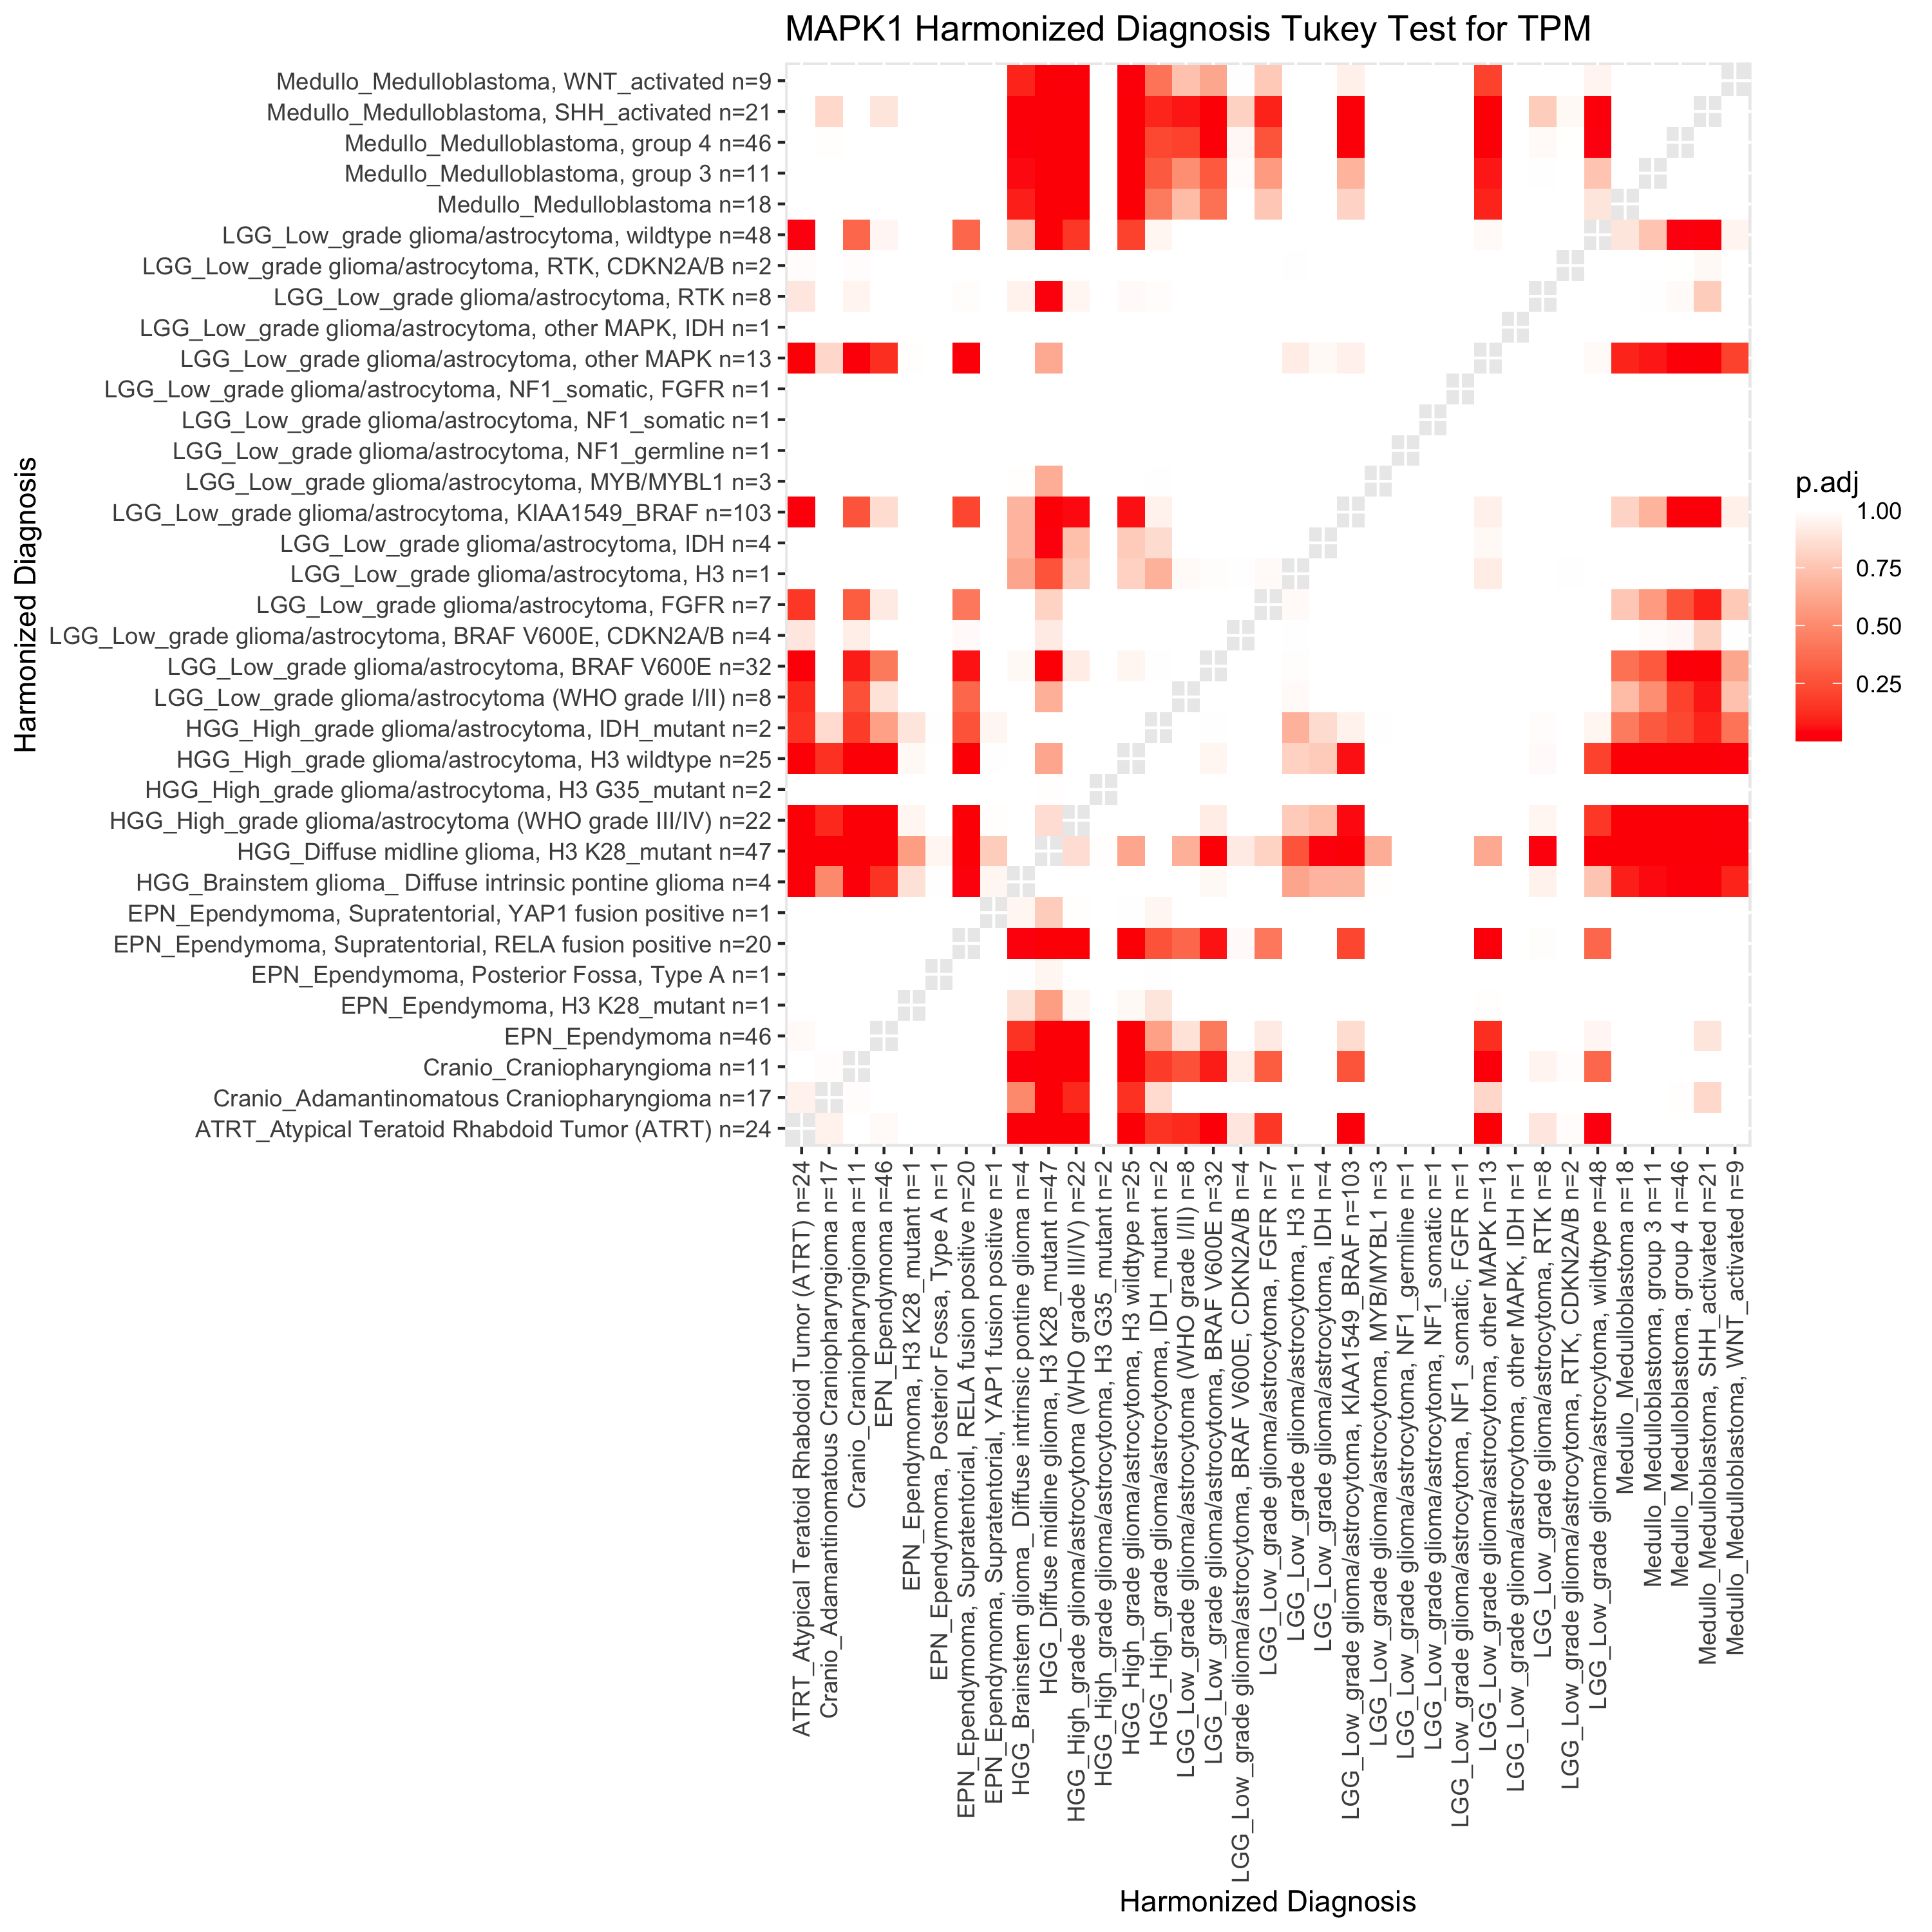 MAPK1 Harmonized Diagnosis Tukey Test for TPM
Harmonized Diagnosis
Medullo_Medulloblastoma, WNT_activated n=9
Medullo_Medulloblastoma, SHH_activated n=21
Medullo_Medulloblastoma, group 4 n=46
Medullo_Medulloblastoma, group 3 n=11
Medullo_Medulloblastoma n=18
LGG_Low_grade glioma/astrocytoma, wildtype n=48
LGG_Low_grade glioma/astrocytoma, RTK, CDKN2A/B n=2
LGG_Low_grade glioma/astrocytoma, RTK n=8
LGG_Low_grade glioma/astrocytoma, other MAPK, IDH n=1
LGG_Low_grade glioma/astrocytoma, other MAPK n=13
LGG_Low_grade glioma/astrocytoma, NF1_somatic, FGFR n=1
LGG_Low_grade glioma/astrocytoma, NF1_somatic n=1
LGG_Low_grade glioma/astrocytoma, NF1_germline n=1
LGG_Low_grade glioma/astrocytoma, MYB/MYBL1 n=3
LGG_Low_grade glioma/astrocytoma, KIAA1549_BRAF n=103
LGG_Low_grade glioma/astrocytoma, IDH n=4
LGG_Low_grade glioma/astrocytoma, H3 n=1
LGG_Low_grade glioma/astrocytoma, FGFR n=7
LGG_Low_grade glioma/astrocytoma, BRAF V600E, CDKN2A/B n=4
LGG_Low_grade glioma/astrocytoma, BRAF V600E n=32
LGG_Low_grade glioma/astrocytoma (WHO grade I/II) n=8
HGG_High_grade glioma/astrocytoma, IDH_mutant n=2
HGG_High_grade glioma/astrocytoma, H3 wildtype n=25
HGG_High_grade glioma/astrocytoma, H3 G35_mutant n=2
HGG_High_grade glioma/astrocytoma (WHO grade III/IV) n=22
HGG_Diffuse midline glioma, H3 K28_mutant n=47
HGG_Brainstem glioma_ Diffuse intrinsic pontine glioma n=4
EPN_Ependymoma, Supratentorial, YAP1 fusion positive n=1
EPN_Ependymoma, Supratentorial, RELA fusion positive n=20
EPN_Ependymoma, Posterior Fossa, Type A n=1
EPN_Ependymoma, H3 K28_mutant n=1
EPN_Ependymoma n=46
Cranio_Craniopharyngioma n=11
Cranio_Adamantinomatous Craniopharyngioma n=17
ATRT_Atypical Teratoid Rhabdoid Tumor (ATRT) n=24
ATRT_Atypical Teratoid Rhabdoid Tumor (ATRT) n=24
Cranio_Adamantinomatous Craniopharyngioma n=17
Cranio_Craniopharyngioma n=11
EPN_Ependymoma n=46
EPN_Ependymoma, H3 K28_mutant n=1
EPN_Ependymoma, Posterior Fossa, Type A n=1
EPN_Ependymoma, Supratentorial, RELA fusion positive n=20
EPN_Ependymoma, Supratentorial, YAP1 fusion positive n=1
HGG_Brainstem glioma_ Diffuse intrinsic pontine glioma n=4
HGG_Diffuse midline glioma, H3 K28_mutant n=47
HGG_High_grade glioma/astrocytoma (WHO grade III/IV) n=22
HGG_High_grade glioma/astrocytoma, H3 G35_mutant n=2
HGG_High_grade glioma/astrocytoma, H3 wildtype n=25
HGG_High_grade glioma/astrocytoma, IDH_mutant n=2
LGG_Low_grade glioma/astrocytoma (WHO grade I/II) n=8
LGG_Low_grade glioma/astrocytoma, BRAF V600E n=32
LGG_Low_grade glioma/astrocytoma, BRAF V600E, CDKN2A/B n=4
LGG_Low_grade glioma/astrocytoma, FGFR n=7
LGG_Low_grade glioma/astrocytoma, H3 n=1
LGG_Low_grade glioma/astrocytoma, IDH n=4
LGG_Low_grade glioma/astrocytoma, KIAA1549_BRAF n=103
LGG_Low_grade glioma/astrocytoma, MYB/MYBL1 n=3
LGG_Low_grade glioma/astrocytoma, NF1_germline n=1
LGG_Low_grade glioma/astrocytoma, NF1_somatic n=1
LGG_Low_grade glioma/astrocytoma, NF1_somatic, FGFR n=1
LGG_Low_grade glioma/astrocytoma, other MAPK n=13
LGG_Low_grade glioma/astrocytoma, other MAPK, IDH n=1
LGG_Low_grade glioma/astrocytoma, RTK n=8
LGG_Low_grade glioma/astrocytoma, RTK, CDKN2A/B n=2
LGG_Low_grade glioma/astrocytoma, wildtype n=48
Medullo_Medulloblastoma n=18
Medullo_Medulloblastoma, group 3 n=11
Medullo_Medulloblastoma, group 4 n=46
Medullo_Medulloblastoma, SHH_activated n=21
Medullo_Medulloblastoma, WNT_activated n=9
Harmonized Diagnosis
p.adj
1.00
0.75
0.50
0.25